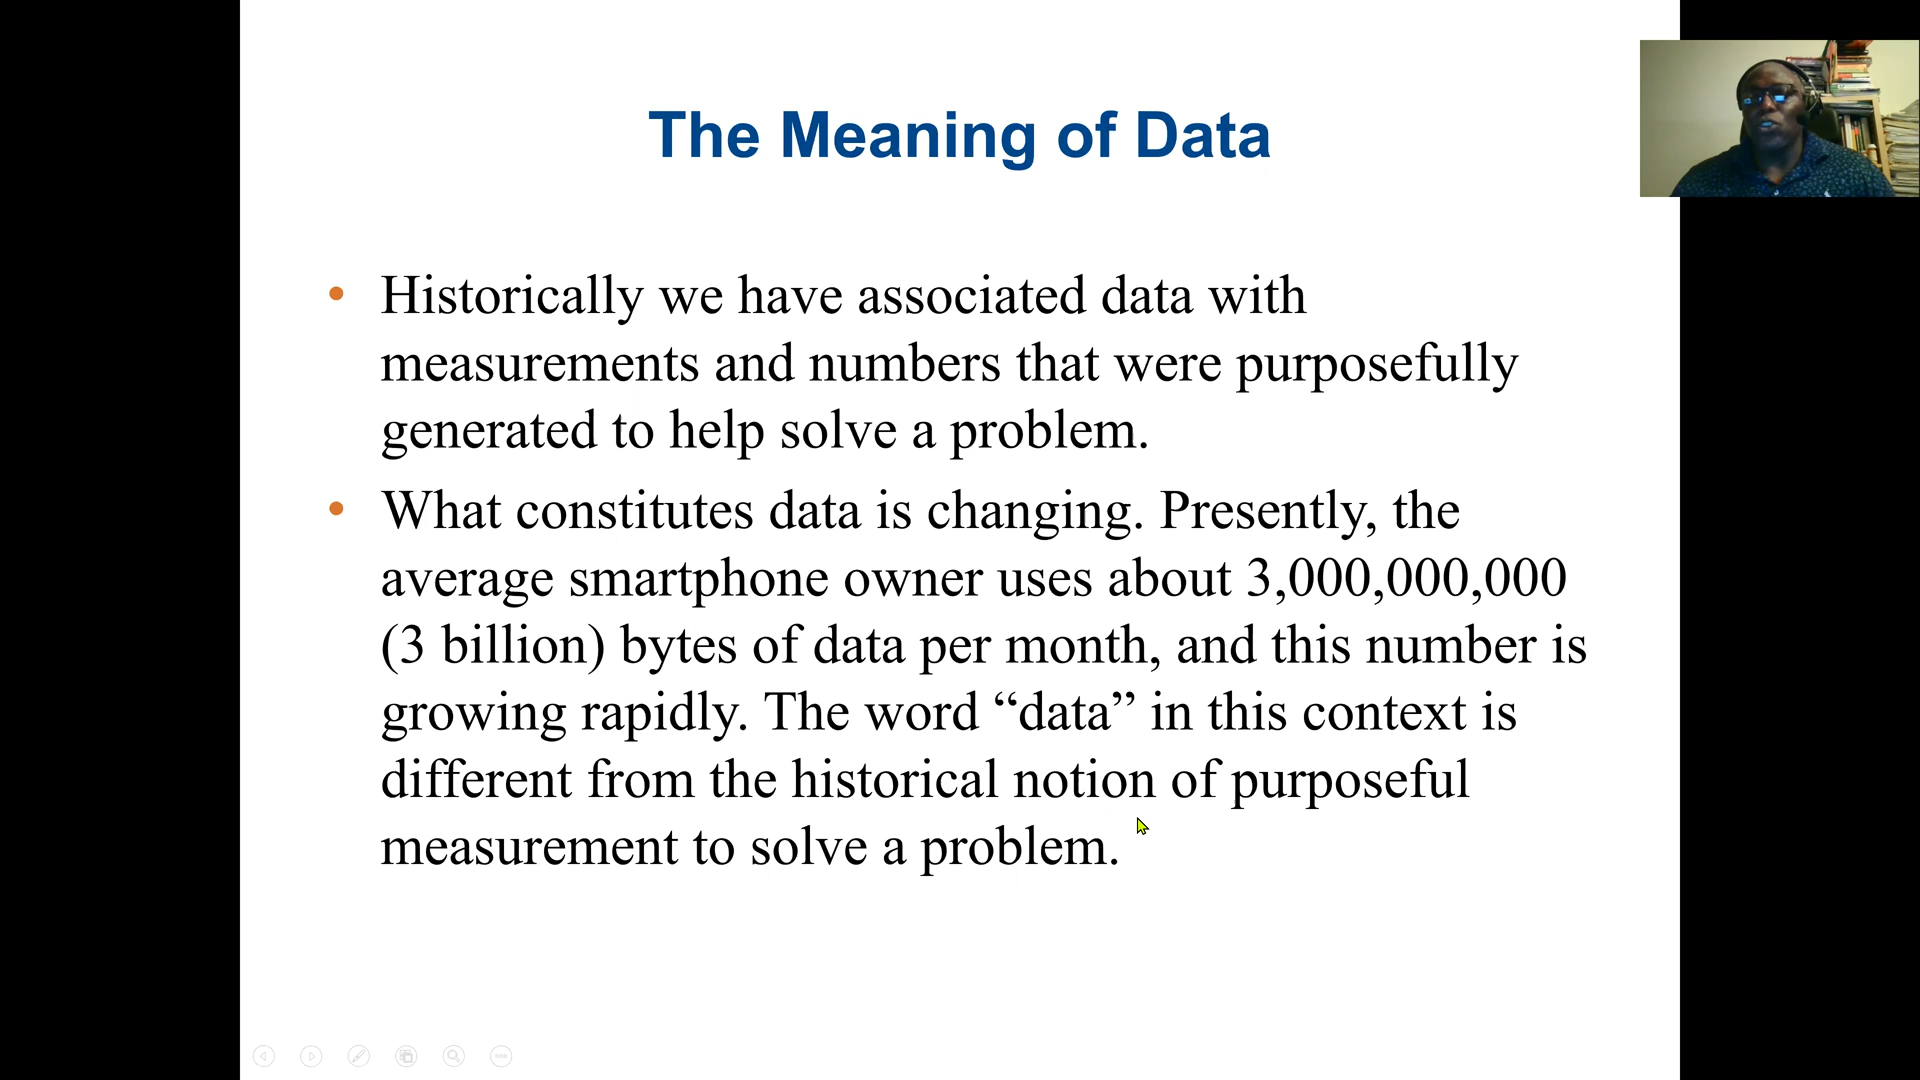 The Meaning of Data
• Historically we have associated data with
measurements and numbers that were purposefully
generated to help solve a problem.
• What constitutes data is changing. Presently, the
average smartphone owner uses about 3,000,000,000
(3 billion) bytes of data per month, and this number is
growing rapidly. The word “data” in this context is
different from the historical notion of purposeful
measurement to solve a problem.